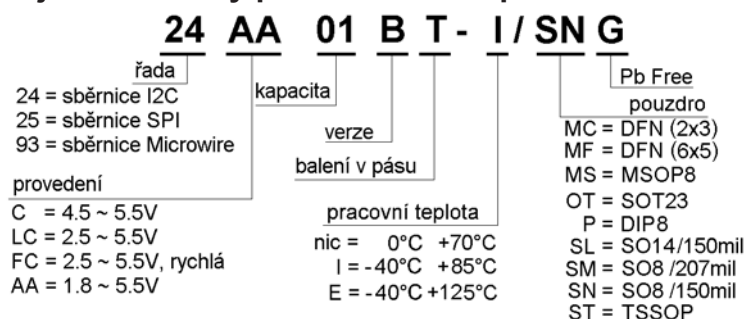 24 AA 01 B T - I / SN G
řada
24 = sběrnice I2C
25 = sběrnice SPI
93 = sběrnice Microwire
provedení
C = 4.5 ~ 5.5V
LC = 2.5 ~ 5.5V
FC = 2.5 ~ 5.5V, rychlá
AA = 1.8 ~ 5.5V
kapacita
verze
balení v pásu
pracovní teplota
nic = 0°C +70°C
I = -40°C +85°C
E = -40°C +125°C
Pb Free
pouzdro
MC = DFN (2x3)
MF = DFN (6x5)
MS = MSOP8
OT = SOT23
P = DIP8
SL = SO14/150mil
SM = SO8 /207mil
SN = SO8 /150mil
ST = TSSOP